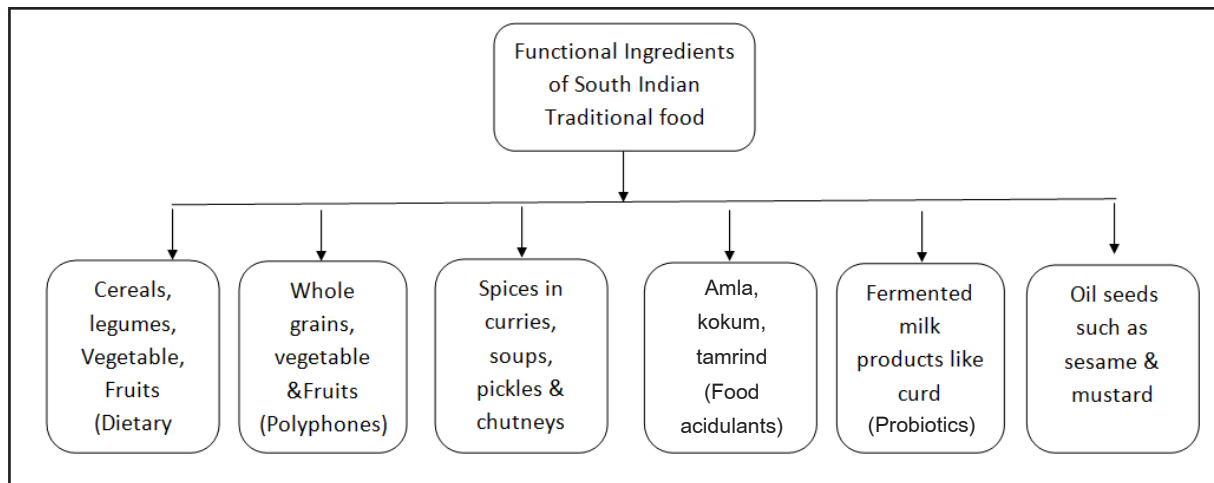 Functional Ingredients
of South Indian
Traditional food
Cereals,
legumes,
Vegetable,
Fruits
(Dietary
Whole
grains,
vegetable
&Fruits
(Polyphones)
Spices in
curries,
soups,
pickles &
chutneys
Amla,
kokum,
tamrind
(Food
acidulants)
Fermented
milk
products like
curd
(Probiotics)
Oil seeds
such as
sesame &
mustard